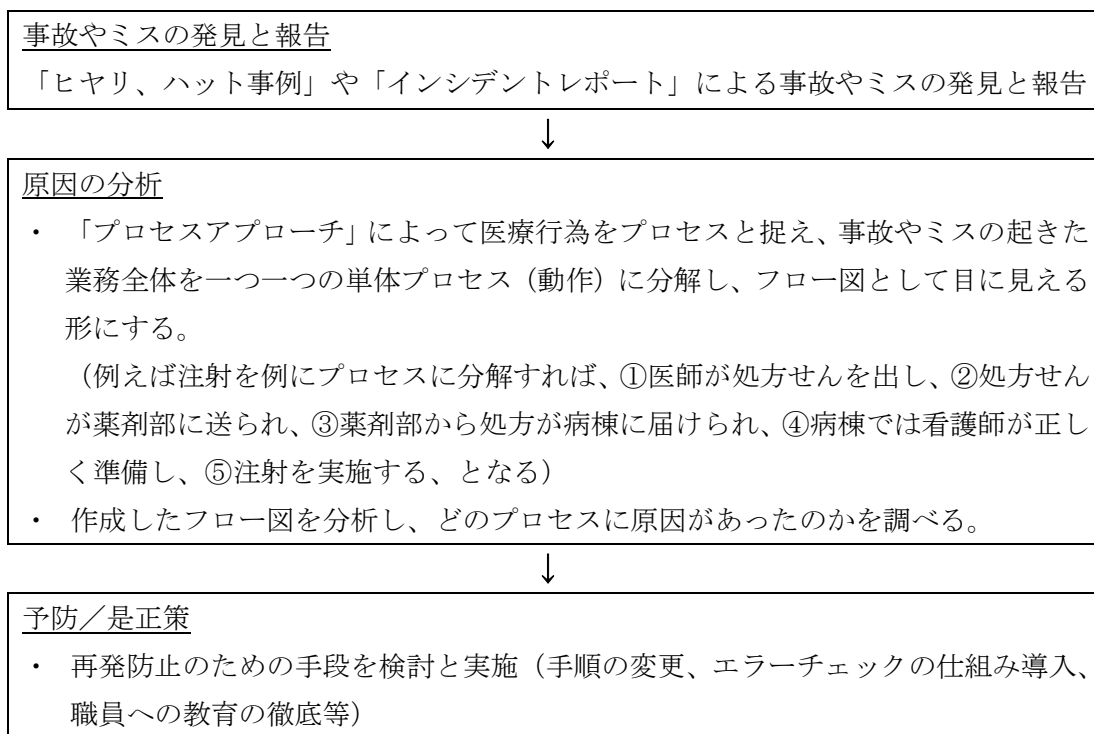 事故やミスの発見と報告
「ヒヤリ、ハット事例」や「インシデントレポート」による事故やミスの発見と報告
↓
原因の分析
・ 「プロセスアプローチ」によって医療行為をプロセスと捉え、事故やミスの起きた
業務全体を一つ一つの単体プロセス（動作）に分解し、フロー図として目に見える
形にする。
（例えば注射を例にプロセスに分解すれば、①医師が処方せんを出し、②処方せん
が薬剤部に送られ、③薬剤部から処方が病棟に届けられ、④病棟では看護師が正し
く準備し、⑤注射を実施する、となる）
・ 作成したフロー図を分析し、どのプロセスに原因があったのかを調べる。
↓
予防／是正策
・ 再発防止のための手段を検討と実施（手順の変更、エラーチェックの仕組み導入、
職員への教育の徹底等）